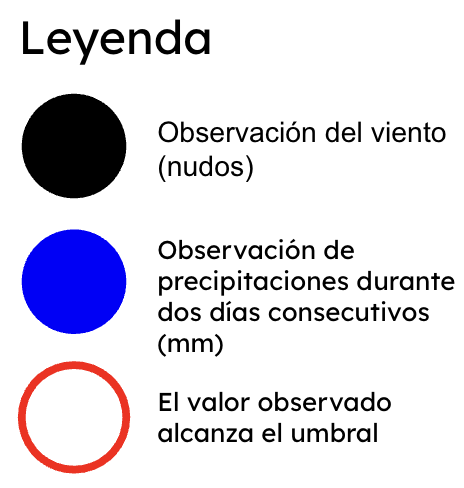 Leyenda
Observación del viento
(nudos)
Observación de
precipitaciones durante
dos días consecutivos
(mm)
El valor observado
alcanza el umbral